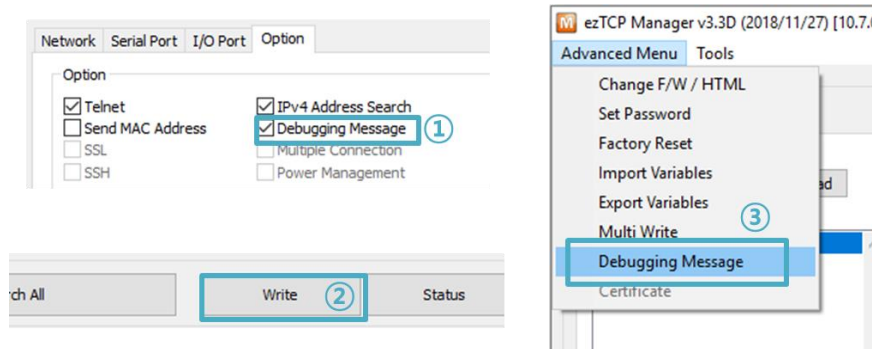 Network Serial Port I/O Port Option
Option
Telnet IPv4 Address Search
Send MAC Address Debugging Message ①
SSL Multiple Connection
SSH Power Management
rch All Write ② Status
ezTCP Manager v3.3D (2018/11/27) [10.7.
Advanced Menu Tools
Change F/W / HTML
Set Password
Factory Reset
Import Variables
ad
Export Variables
Multi Write ③
Debugging Message
Certificate